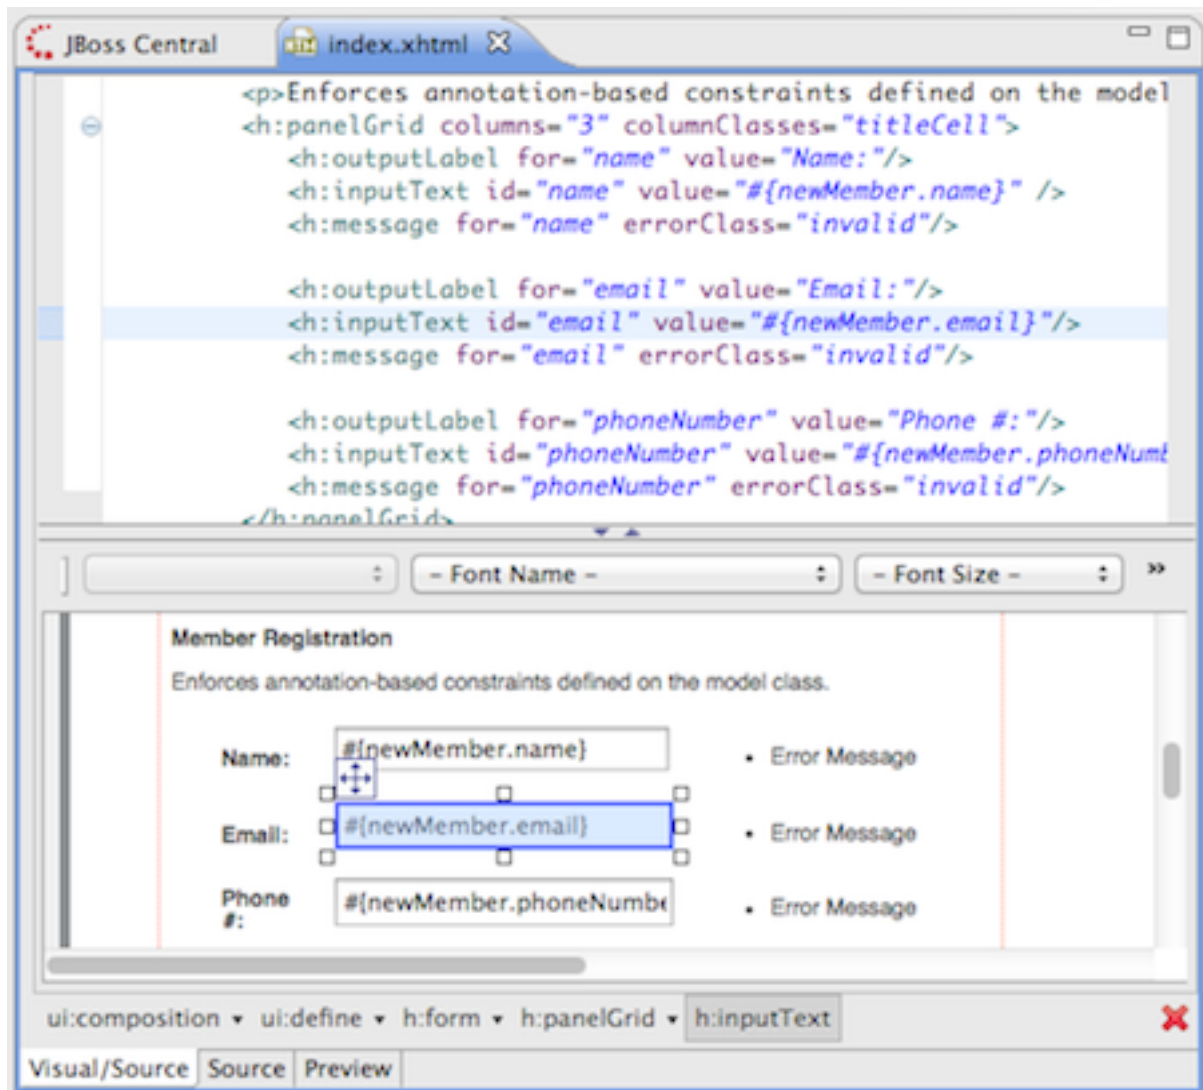 JBoss Central index.xhtml
<p>Enforces annotation-based constraints defined on the model
<h:panelGrid columns="3" columnClasses="titleCell">
<h:outputLabel for="name" value="Name:"/>
<h:inputText id="name" value="#{newMember.name}" />
<h:message for="name" errorClass="invalid"/>
<h:outputLabel for="email" value="Email:"/>
<h:inputText id="email" value="#{newMember.email}"/>
<h:message for="email" errorClass="invalid"/>
<h:outputLabel for="phoneNumber" value="Phone #:"/>
<h:inputText id="phoneNumber" value="#{newMember.phoneNumb
<h:message for="phoneNumber" errorClass="invalid"/>
</h:panelGrid>
– Font Name – – Font Size – »
Member Registration
Enforces annotation-based constraints defined on the model class.
Name: #{newMember.name} • Error Message
Email: #{newMember.email} • Error Message
Phone #: #{newMember.phoneNumbe • Error Message
ui:composition ui:define h:form h:panelGrid h:inputText
Visual/Source Source Preview